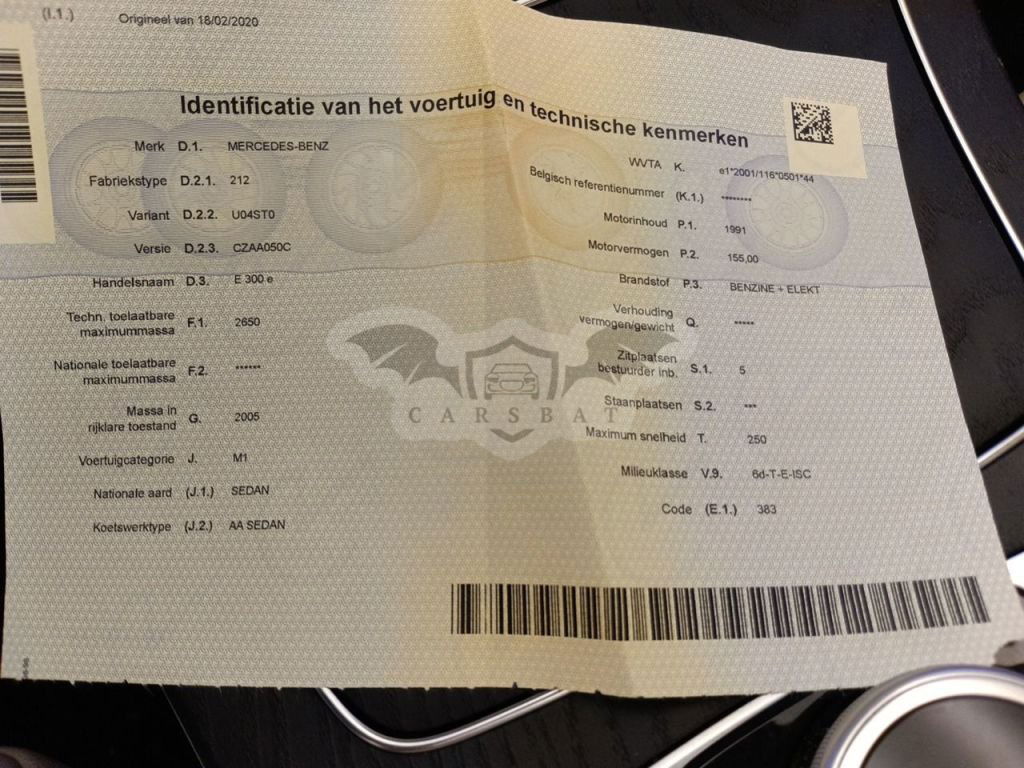 (I.1.) Origineel van 18/02/2020
Identificatie van het voertuig en technische kenmerken
Merk D.1. MERCEDES-BENZ
Fabriekstype D.2.1. 212
Variant D.2.2. U04ST0
Versie D.2.3. CZAA050C
Handelsnaam D.3. E 300 e
Techn. toelaatbare
maximummassa F.1. 2650
Nationale toelaatbare
maximummassa F.2. ******
Massa in
rijklare toestand G. 2005
Voertuigcategorie J. M1
Nationale aard (J.1.) SEDAN
Koetswerktype (J.2.) AA SEDAN
WVTA K. e1*2001/116*0501*44
Belgisch referentienummer (K.1.) ********
Motorinhoud P.1. 1991
Motorvermogen P.2. 155,00
Brandstof P.3. BENZINE + ELEKT
Verhouding
vermogen/gewicht Q. *****
Zitplaatsen
bestuurder inb. S.1. 5
Staanplaatsen S.2. ***
Maximum snelheid T. 250
Milieuklasse V.9. 6d-T-E-ISC
Code (E.1.) 383
CARSBAT